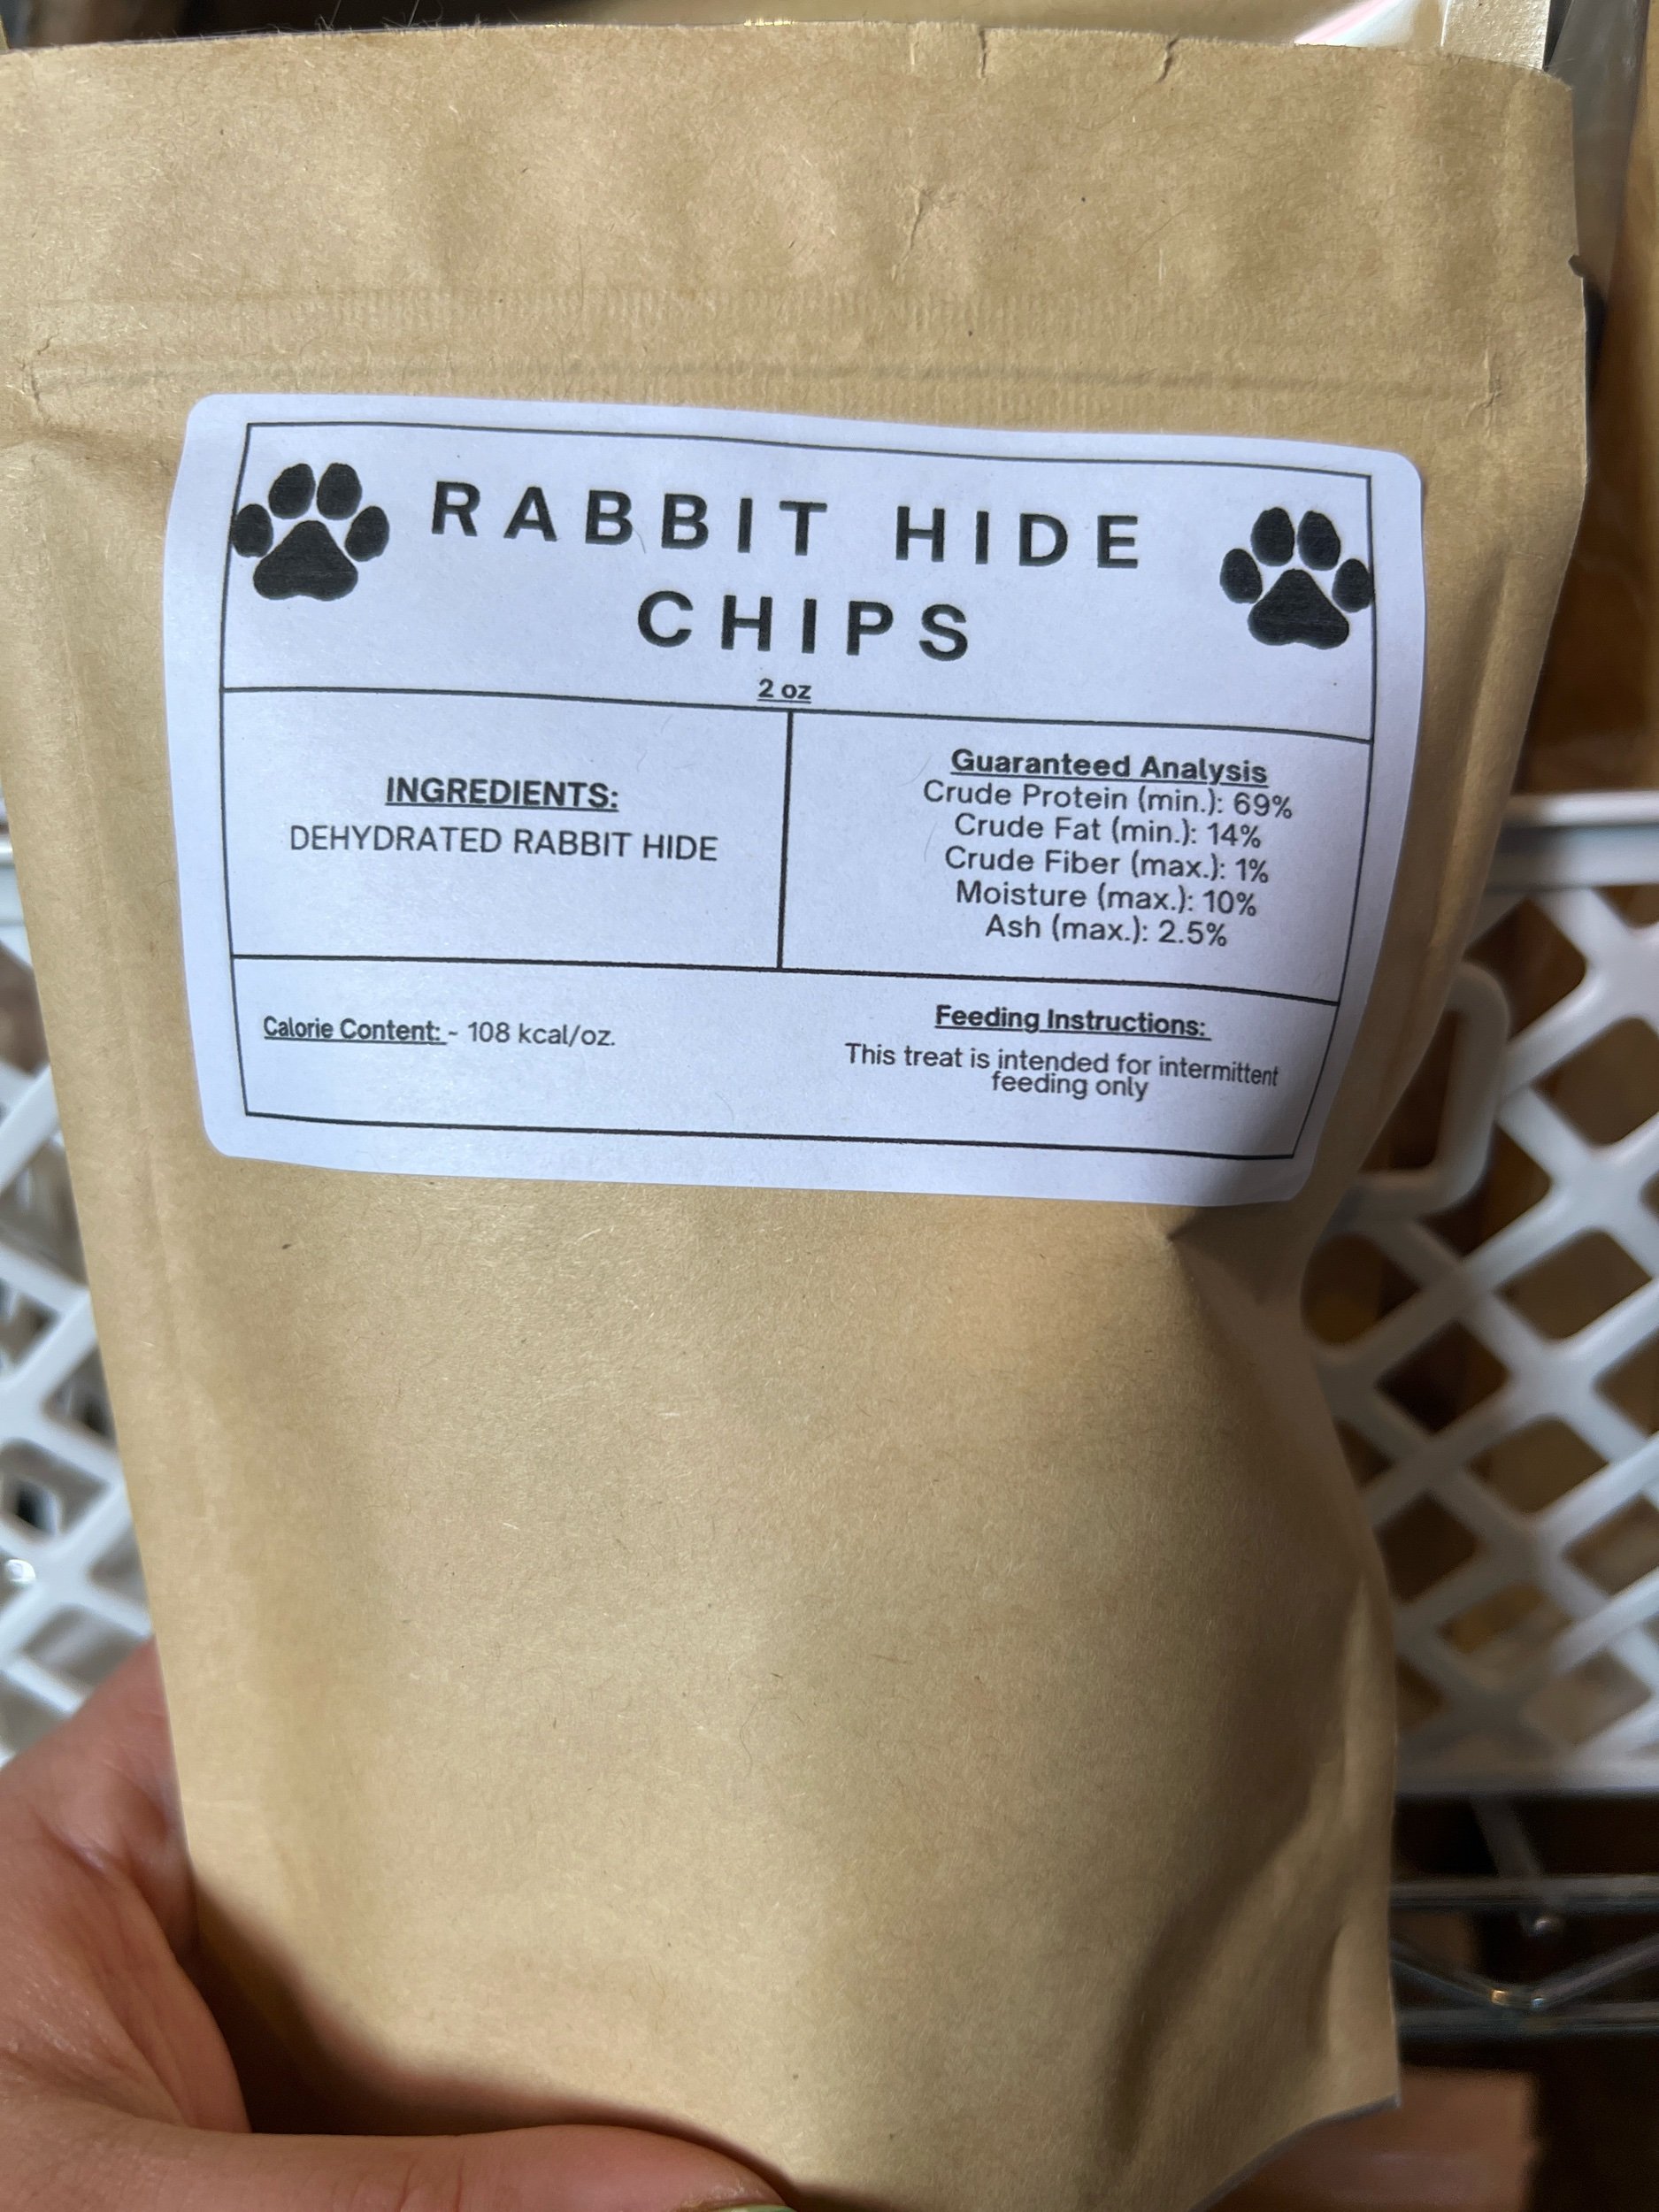 RABBIT HIDE
CHIPS
2 oz
INGREDIENTS:
DEHYDRATED RABBIT HIDE
Guaranteed Analysis
Crude Protein (min.): 69%
Crude Fat (min.): 14%
Crude Fiber (max.): 1%
Moisture (max.): 10%
Ash (max.): 2.5%
Calorie Content: ~ 108 kcal/oz.
Feeding Instructions:
This treat is intended for intermittent
feeding only